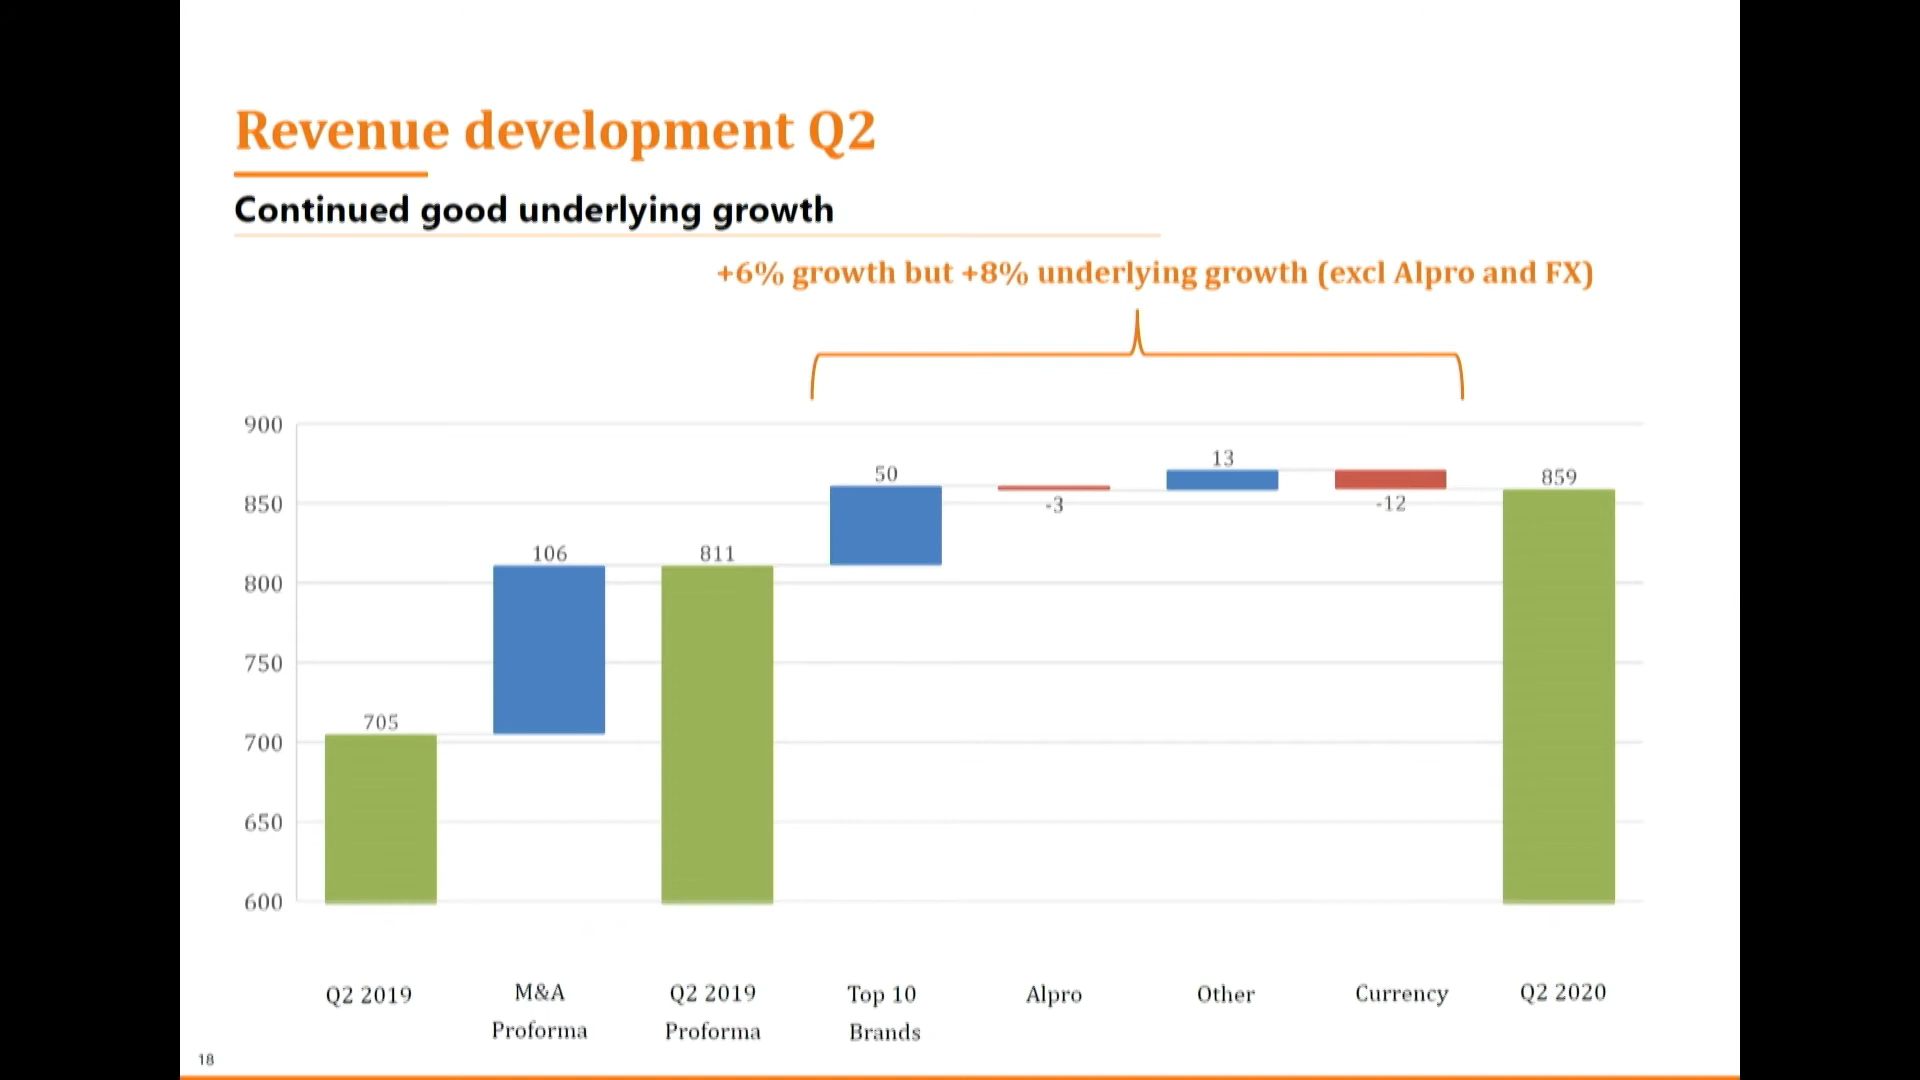 Revenue development Q2
Continued good underlying growth
+6% growth but +8% underlying growth (excl Alpro and FX)
900
850
800
750
700
650
600
705
106
811
50
-3
13
-12
859
Q2 2019
M&A
Proforma
Q2 2019
Proforma
Top 10
Brands
Alpro
Other
Currency
Q2 2020
18